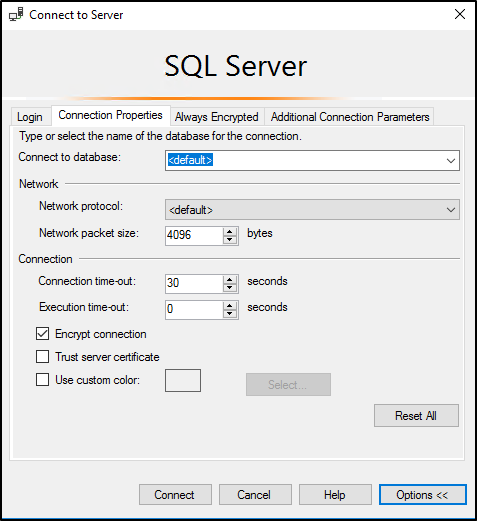 Connect to Server
SQL Server
Login Connection Properties Always Encrypted Additional Connection Parameters
Type or select the name of the database for the connection.
Connect to database: <default>
Network
Network protocol: <default>
Network packet size: 4096 bytes
Connection
Connection time-out: 30 seconds
Execution time-out: 0 seconds
Encrypt connection
Trust server certificate
Use custom color: Select...
Reset All
Connect Cancel Help Options <<